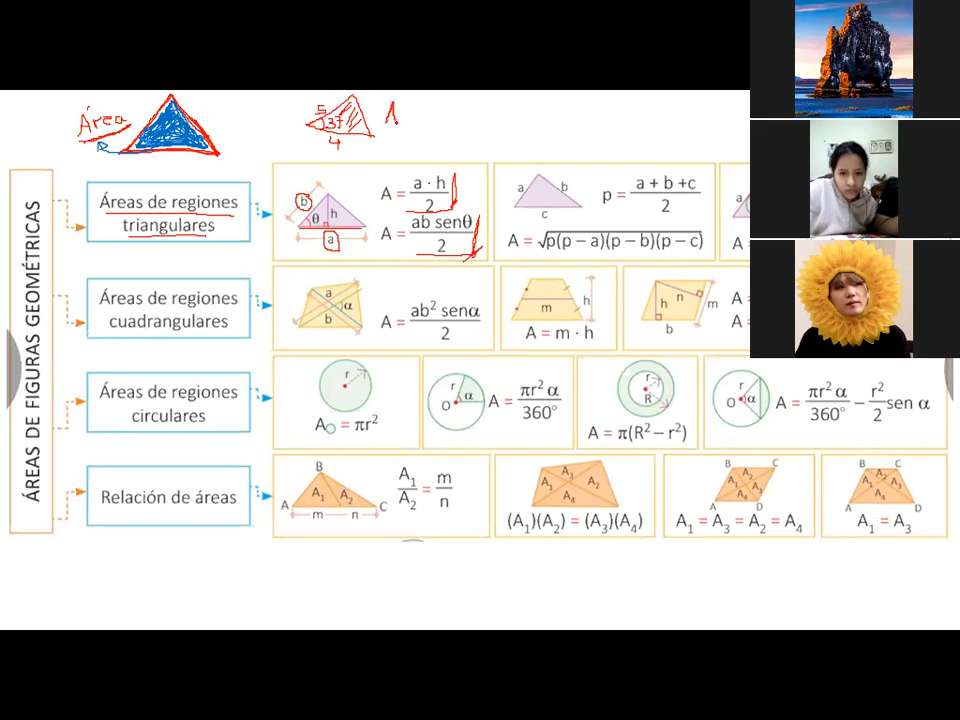 Área
5
37
4
1.
ÁREAS DE FIGURAS GEOMÉTRICAS
Áreas de regiones
triangulares
b
θ
h
a
A = a · h / 2
A = ab senθ / 2
a
b
c
p = a + b + c / 2
A = √p(p – a)(p – b)(p – c)
a
A =
Áreas de regiones
cuadrangulares
a
b
α
A = ab² senα / 2
m
h
A = m · h
h
n
m
b
A =
A =
Áreas de regiones
circulares
r
A○ = πr²
r
O
α
A = πr² α / 360°
r
R
A = π(R² – r²)
r
O
α
A = πr² α / 360° – r² / 2 sen α
Relación de áreas
B
A
A₁
A₂
C
m
n
A₁ / A₂ = m / n
A₃
A₁
A₂
A₄
(A₁)(A₂) = (A₃)(A₄)
B
C
A₂
A₁
A₃
A₄
A
D
A₁ = A₃ = A₂ = A₄
B
C
A₂
A₁
A₃
A₄
A
D
A₁ = A₃